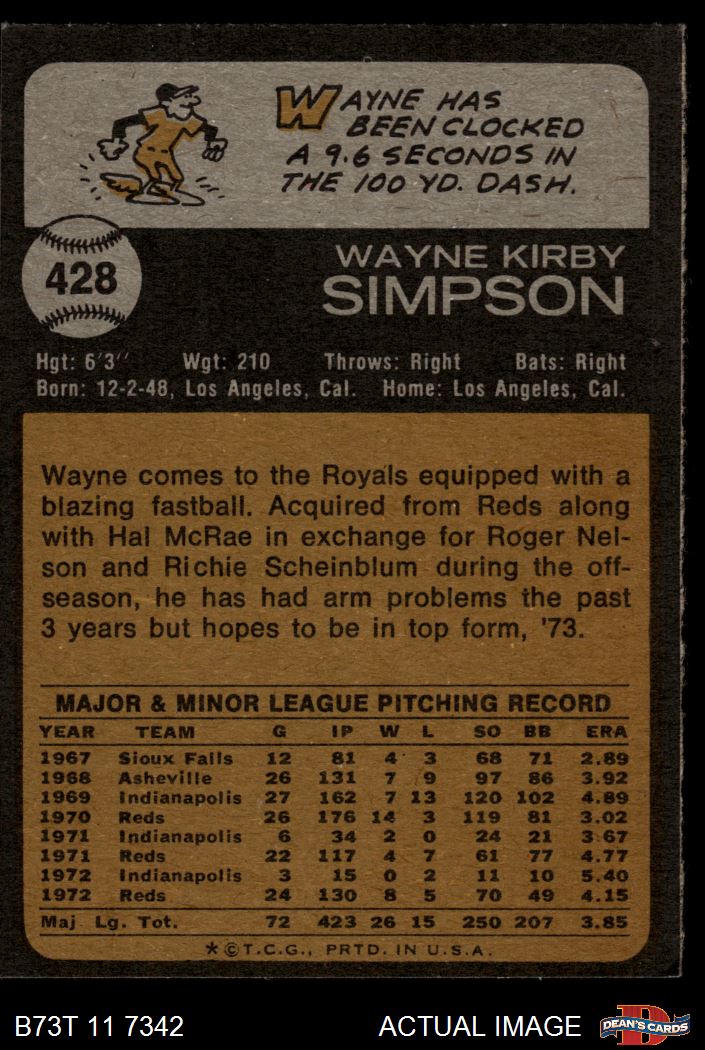 WAYNE HAS
BEEN CLOCKED
A 9.6 SECONDS IN
THE 100 YD. DASH.
428
WAYNE KIRBY
SIMPSON
Hgt: 6'3" Wgt: 210 Throws: Right Bats: Right
Born: 12-2-48, Los Angeles, Cal. Home: Los Angeles, Cal.
Wayne comes to the Royals equipped with a
blazing fastball. Acquired from Reds along
with Hal McRae in exchange for Roger Nel-
son and Richie Scheinblum during the off-
season, he has had arm problems the past
3 years but hopes to be in top form, '73.
MAJOR & MINOR LEAGUE PITCHING RECORD
YEAR TEAM G IP W L SO BB ERA
1967 Sioux Falls 12 81 4 3 68 71 2.89
1968 Asheville 26 131 7 9 97 86 3.92
1969 Indianapolis 27 162 7 13 120 102 4.89
1970 Reds 26 176 14 3 119 81 3.02
1971 Indianapolis 6 34 2 0 24 21 3.67
1971 Reds 22 117 4 7 61 77 4.77
1972 Indianapolis 3 15 0 2 11 10 5.40
1972 Reds 24 130 8 5 70 49 4.15
Maj Lg. Tot. 72 423 26 15 250 207 3.85
*©T.C.G., PRTD. IN U.S.A.
B73T 11 7342 ACTUAL IMAGE DEAN'S CARDS